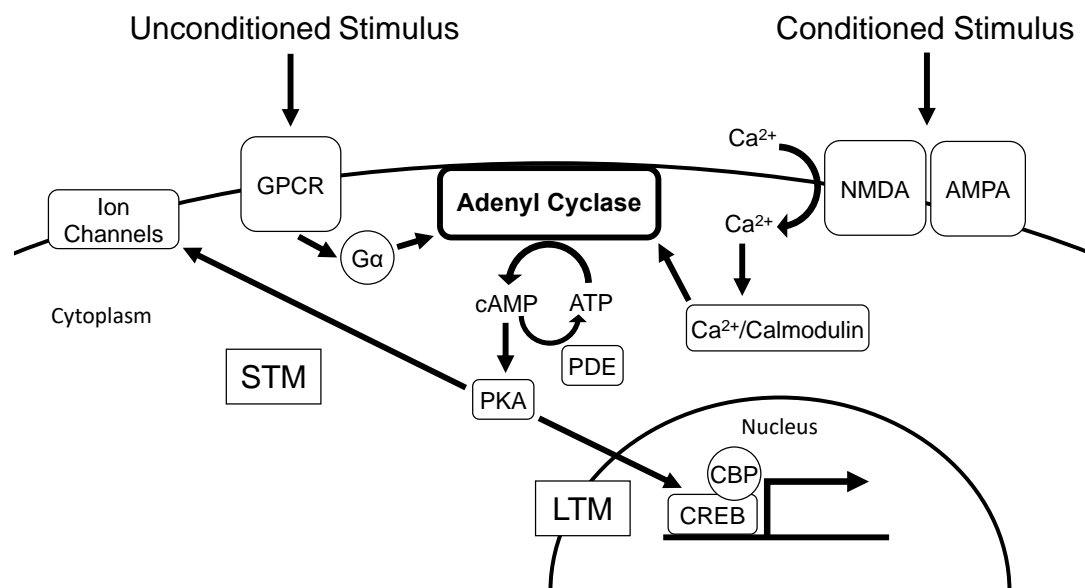 Unconditioned Stimulus
Conditioned Stimulus
Ca²⁺
GPCR
NMDA
AMPA
Ion
Channels
Adenyl Cyclase
Ca²⁺
Gα
cAMP
ATP
Cytoplasm
Ca²⁺/Calmodulin
PDE
STM
PKA
Nucleus
CBP
LTM
CREB